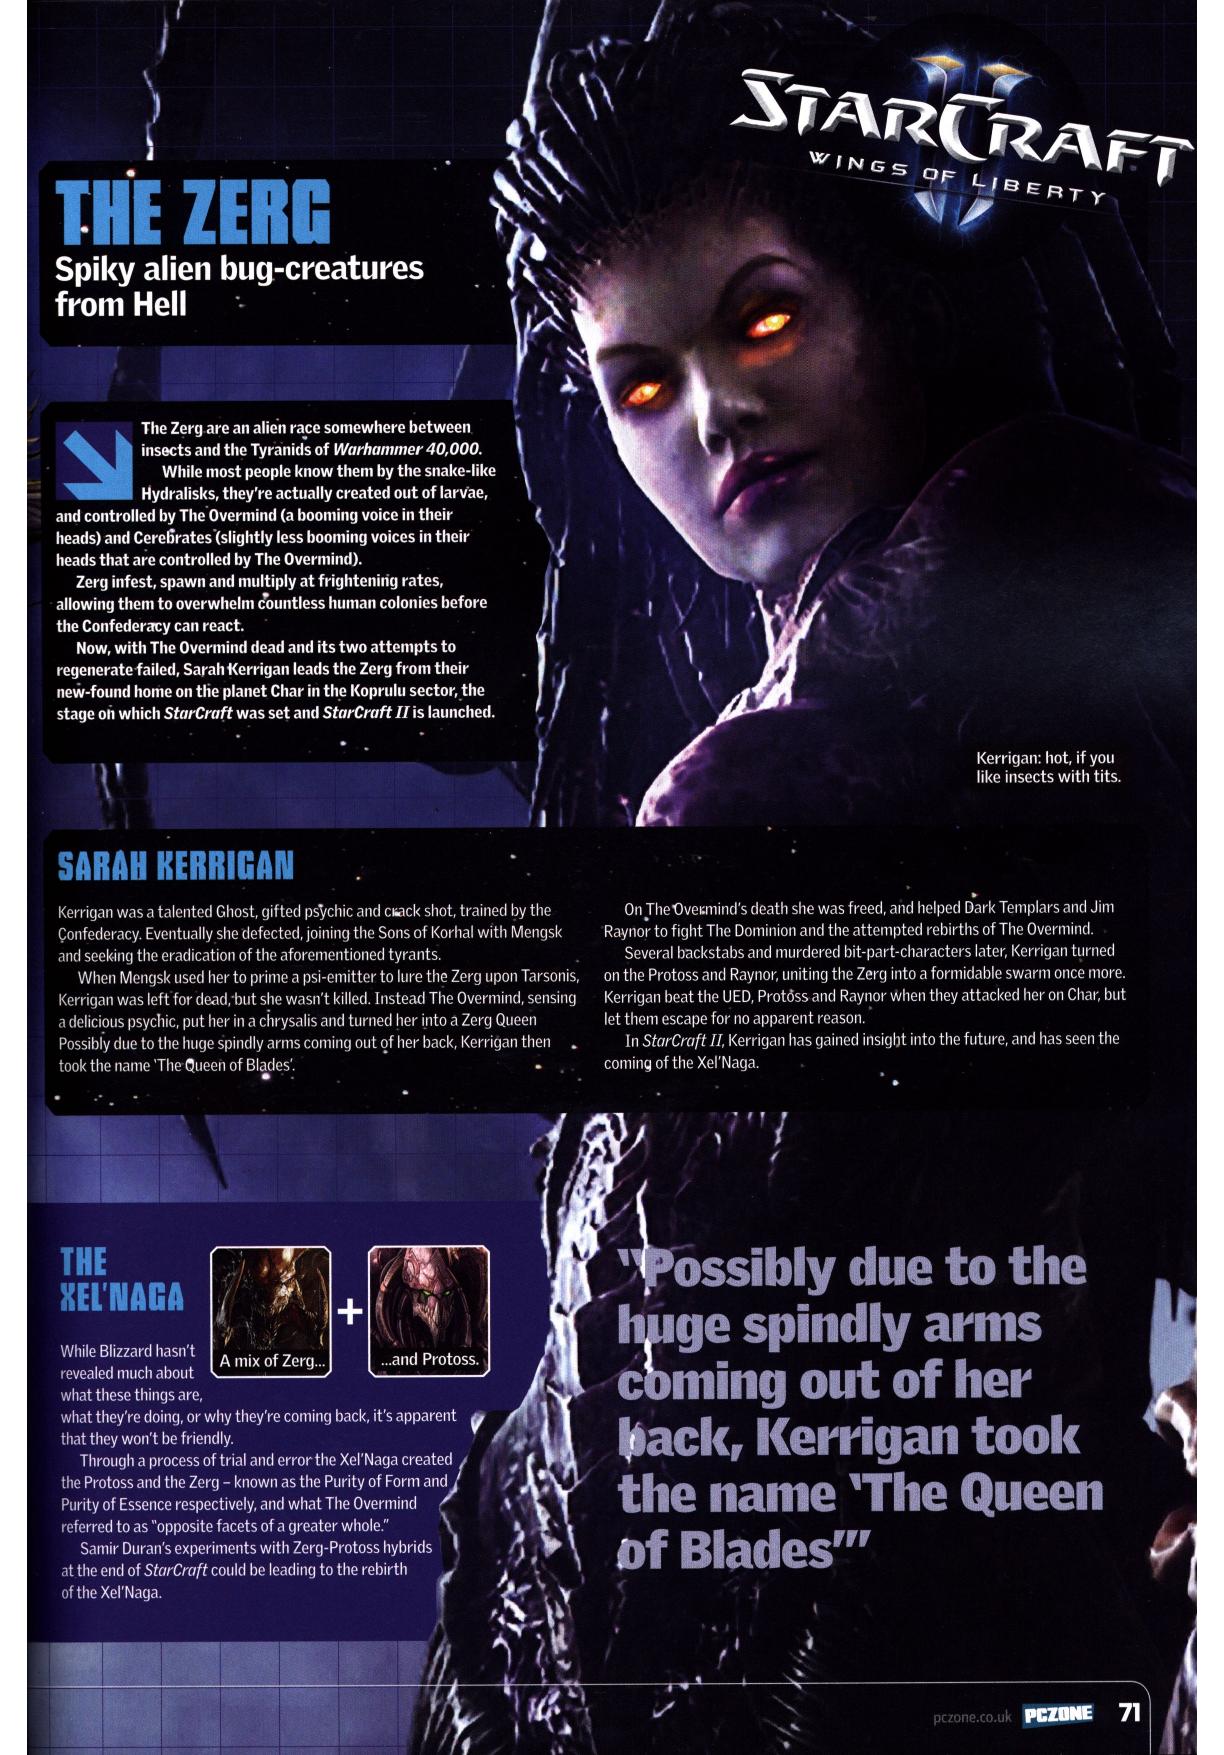 STARCRAFT
WINGS OF LIBERTY
II
THE ZERG
Spiky alien bug-creatures
from Hell
The Zerg are an alien race somewhere between
insects and the Tyranids of Warhammer 40,000.
While most people know them by the snake-like
Hydralisks, they're actually created out of larvae,
and controlled by The Overmind (a booming voice in their
heads) and Cerebrates (slightly less booming voices in their
heads that are controlled by The Overmind).
Zerg infest, spawn and multiply at frightening rates,
allowing them to overwhelm countless human colonies before
the Confederacy can react.
Now, with The Overmind dead and its two attempts to
regenerate failed, Sarah Kerrigan leads the Zerg from their
new-found home on the planet Char in the Koprulu sector, the
stage on which StarCraft was set and StarCraft II is launched.
Kerrigan: hot, if you
like insects with tits.
SARAH KERRIGAN
Kerrigan was a talented Ghost, gifted psychic and crack shot, trained by the
Confederacy. Eventually she defected, joining the Sons of Korhal with Mengsk
and seeking the eradication of the aforementioned tyrants.
When Mengsk used her to prime a psi-emitter to lure the Zerg upon Tarsonis,
Kerrigan was left for dead, but she wasn't killed. Instead The Overmind, sensing
a delicious psychic, put her in a chrysalis and turned her into a Zerg Queen
Possibly due to the huge spindly arms coming out of her back, Kerrigan then
took the name 'The Queen of Blades'.
On The Overmind's death she was freed, and helped Dark Templars and Jim
Raynor to fight The Dominion and the attempted rebirths of The Overmind.
Several backstabs and murdered bit-part-characters later, Kerrigan turned
on the Protoss and Raynor, uniting the Zerg into a formidable swarm once more.
Kerrigan beat the UED, Protoss and Raynor when they attacked her on Char, but
let them escape for no apparent reason.
In StarCraft II, Kerrigan has gained insight into the future, and has seen the
coming of the Xel'Naga.
THE
XEL'NAGA
A mix of Zerg...
+
...and Protoss.
While Blizzard hasn't
revealed much about
what these things are,
what they're doing, or why they're coming back, it's apparent
that they won't be friendly.
Through a process of trial and error the Xel'Naga created
the Protoss and the Zerg – known as the Purity of Form and
Purity of Essence respectively, and what The Overmind
referred to as "opposite facets of a greater whole."
Samir Duran's experiments with Zerg-Protoss hybrids
at the end of StarCraft could be leading to the rebirth
of the Xel'Naga.
"Possibly due to the
huge spindly arms
coming out of her
back, Kerrigan took
the name 'The Queen
of Blades'"
pczone.co.uk PCZONE 71